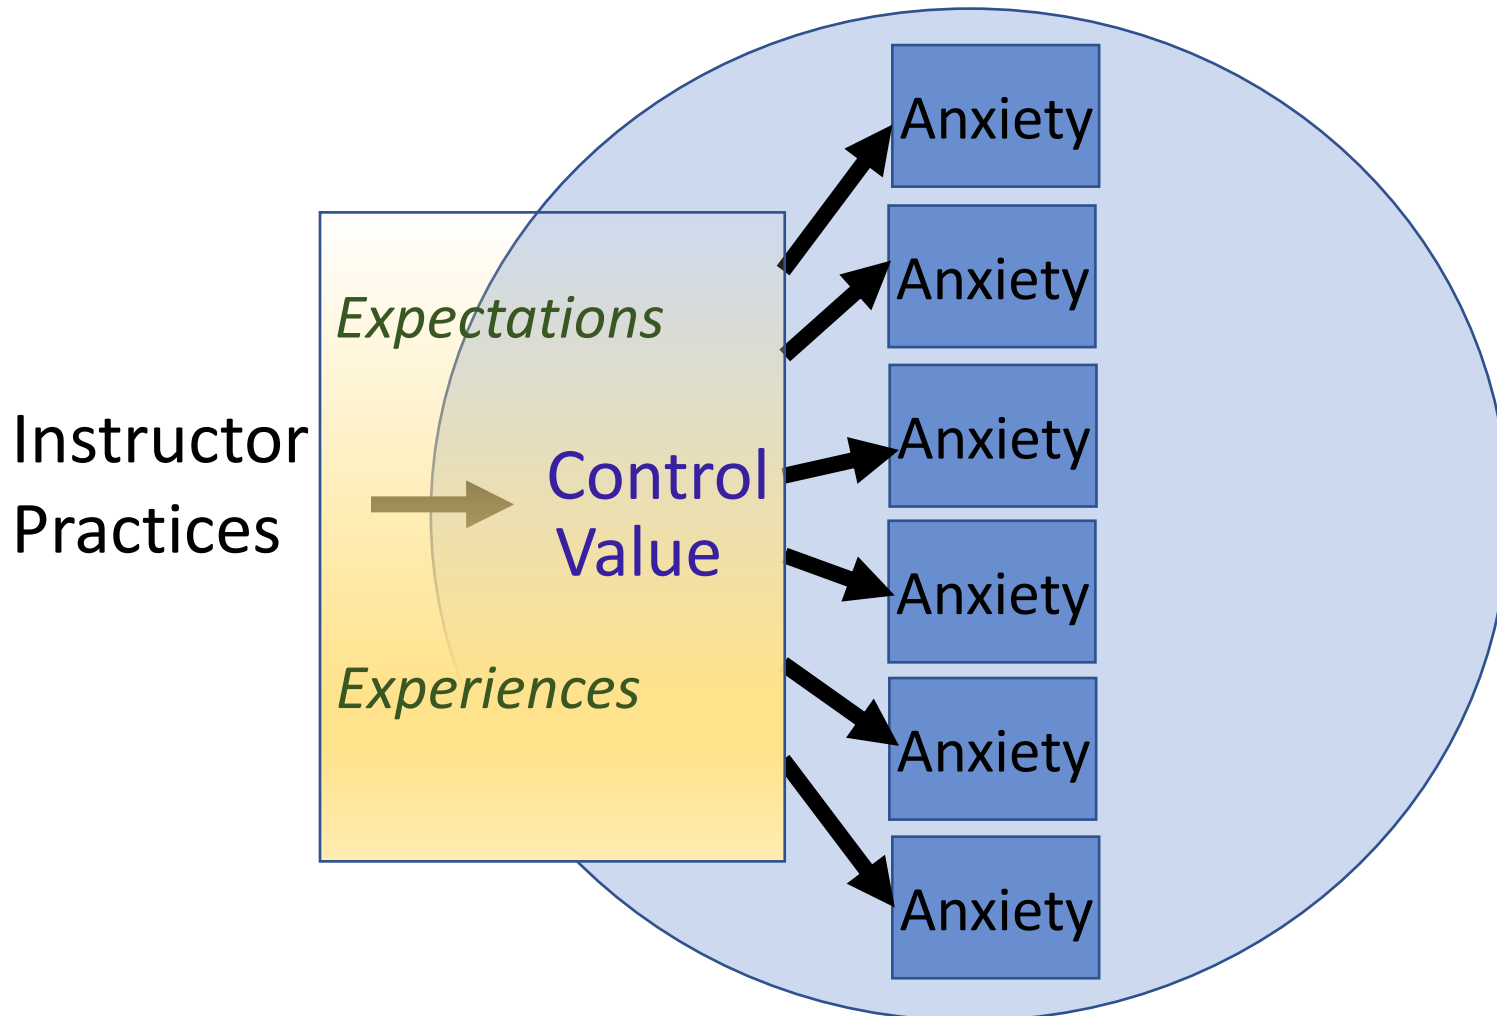 Instructor
Practices
Expectations
Control
Value
Experiences
Anxiety
Anxiety
Anxiety
Anxiety
Anxiety
Anxiety